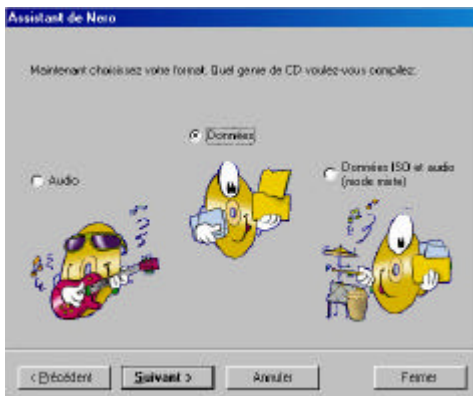 Assistant de Nero
Maintenant choisissez votre format. Quel genre de CD voulez-vous compilez:
Données
Audio
Données ISO et audio
(mode mixte)
< Précédent
Suivant >
Annuler
Fermer